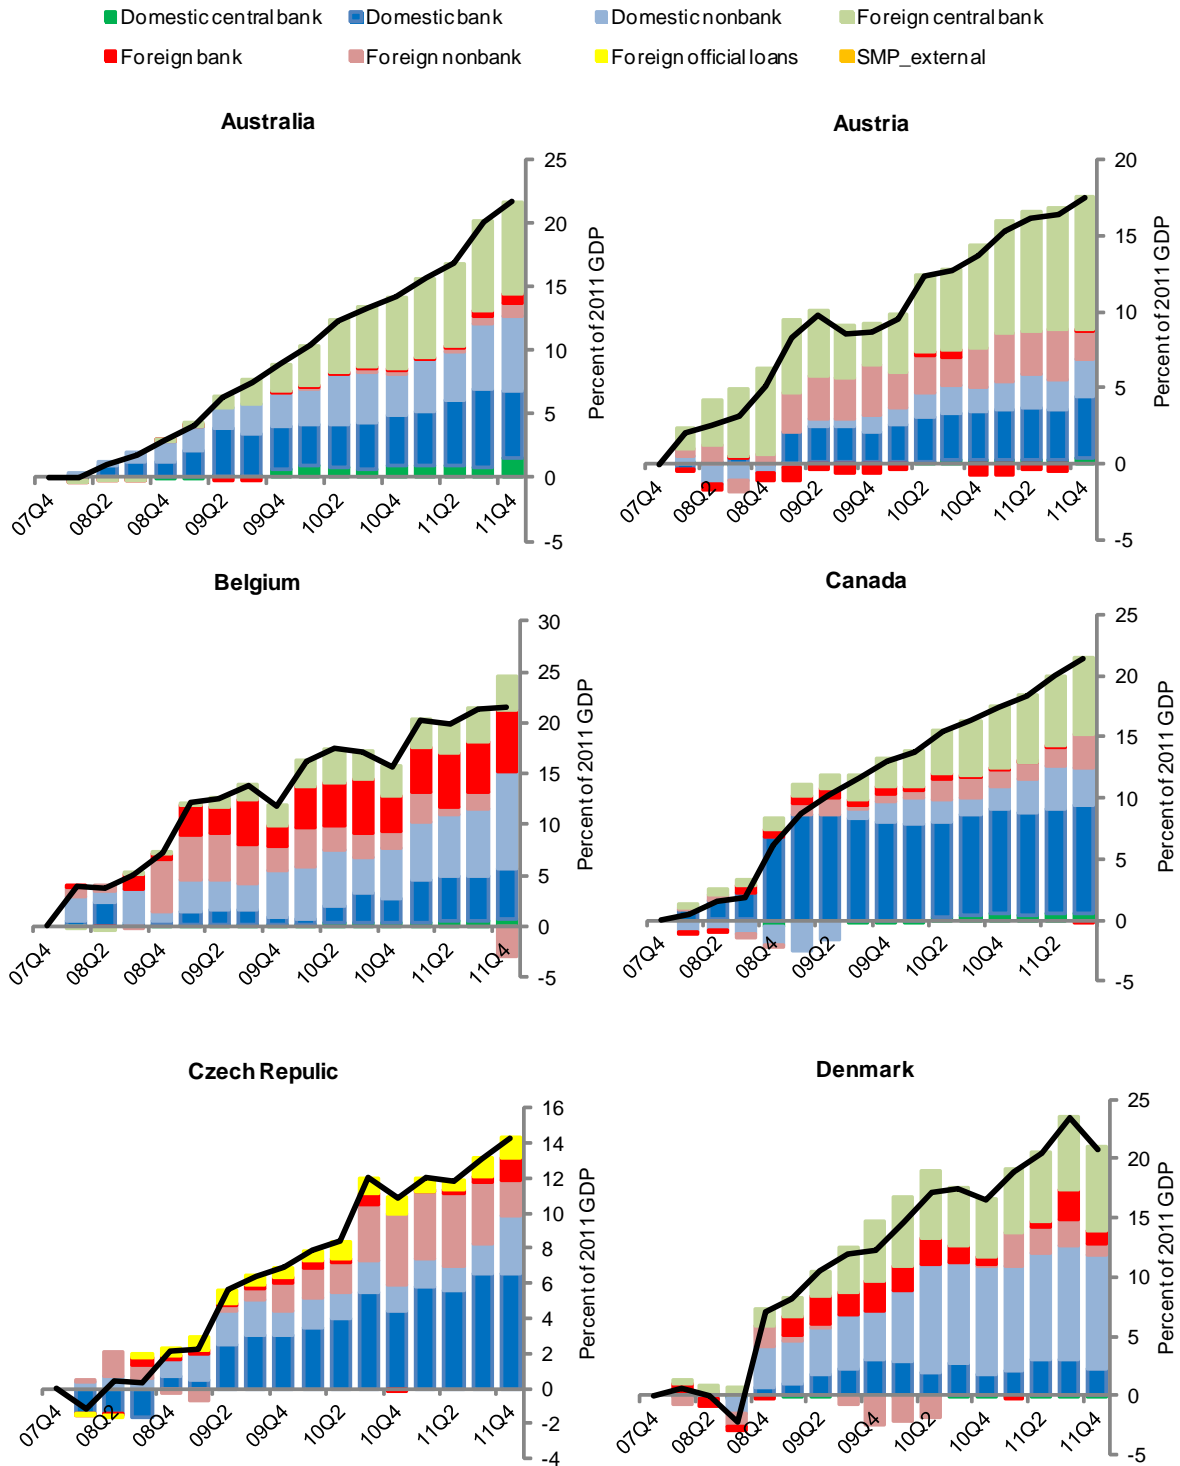 Domestic central bank Domestic bank Domestic nonbank Foreign central bank
Foreign bank Foreign nonbank Foreign official loans SMP_external
Australia
25
20
15
10
5
0
-5
Percent of 2011 GDP
07Q4 08Q2 08Q4 09Q2 09Q4 10Q2 10Q4 11Q2 11Q4
Austria
20
15
10
5
0
-5
Percent of 2011 GDP
07Q4 08Q2 08Q4 09Q2 09Q4 10Q2 10Q4 11Q2 11Q4
Belgium
30
25
20
15
10
5
0
-5
Percent of 2011 GDP
07Q4 08Q2 08Q4 09Q2 09Q4 10Q2 10Q4 11Q2 11Q4
Canada
25
20
15
10
5
0
-5
Percent of 2011 GDP
07Q4 08Q2 08Q4 09Q2 09Q4 10Q2 10Q4 11Q2
Czech Repulic
16
14
12
10
8
6
4
2
0
-2
-4
Percent of 2011 GDP
07Q4 08Q2 08Q4 09Q2 09Q4 10Q2 10Q4 11Q2 11Q4
Denmark
25
20
15
10
5
0
-5
Percent of 2011 GDP
07Q4 08Q2 08Q4 09Q2 09Q4 10Q2 10Q4 11Q2 11Q4